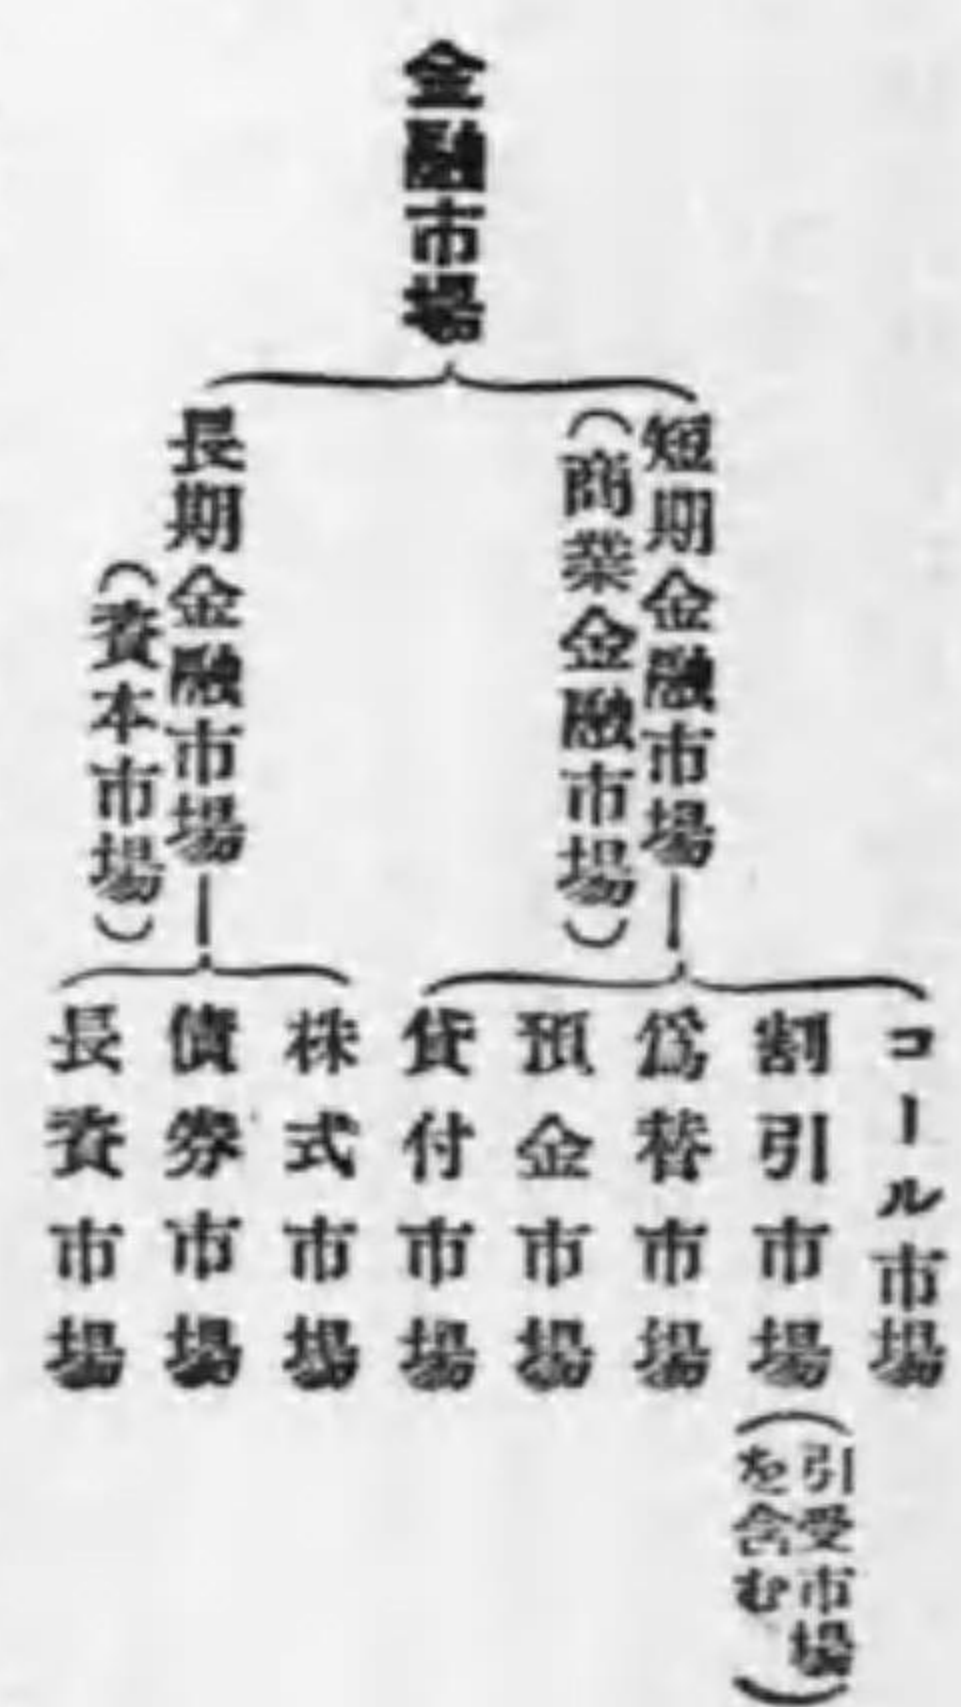 金融市場
短期金融市場
（商業金融市場）
コール市場
割引市場
（引受市場
を含む）
爲替市場
預金市場
貸付市場
長期金融市場
（資本市場）
株式市場
債券市場
長資市場